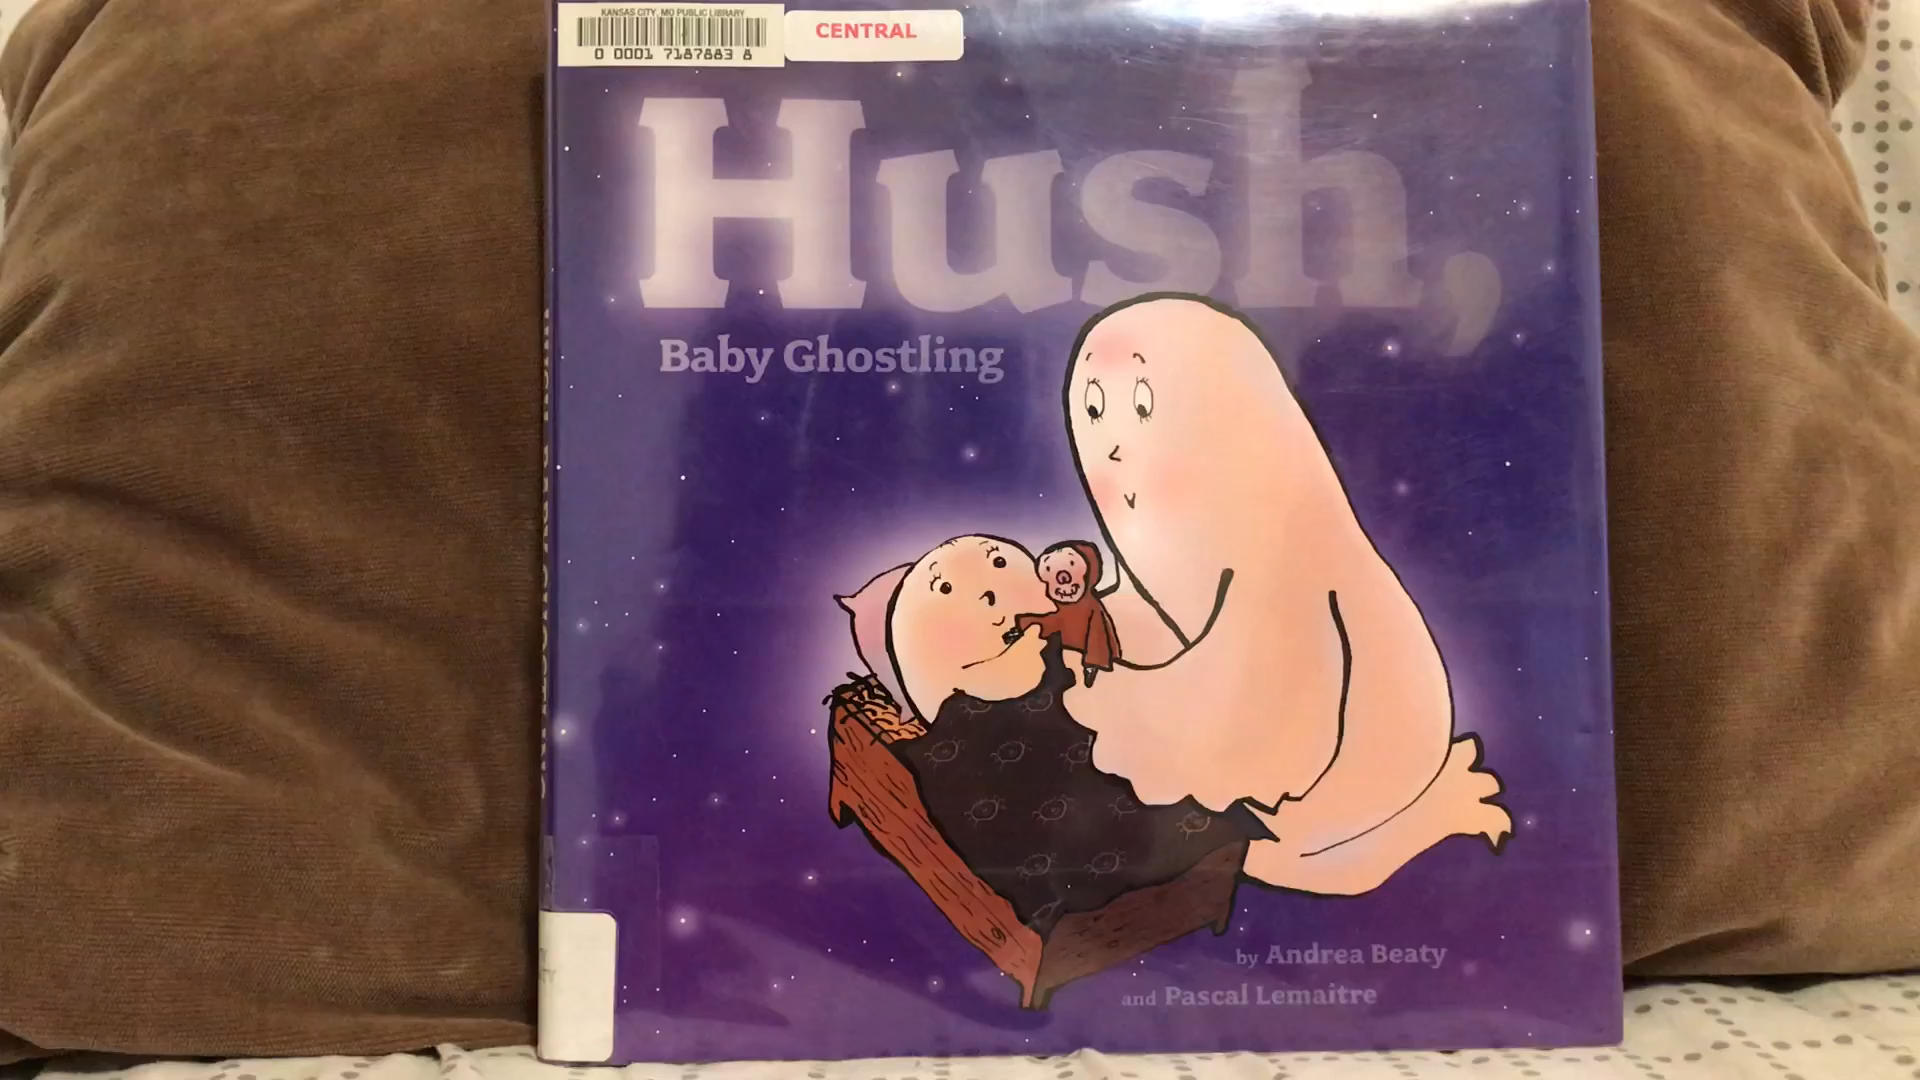 KANSAS CITY, MO PUBLIC LIBRARY
0 0001 7187883 8
CENTRAL
Hush,
Baby Ghostling
by Andrea Beaty
and Pascal Lemaitre